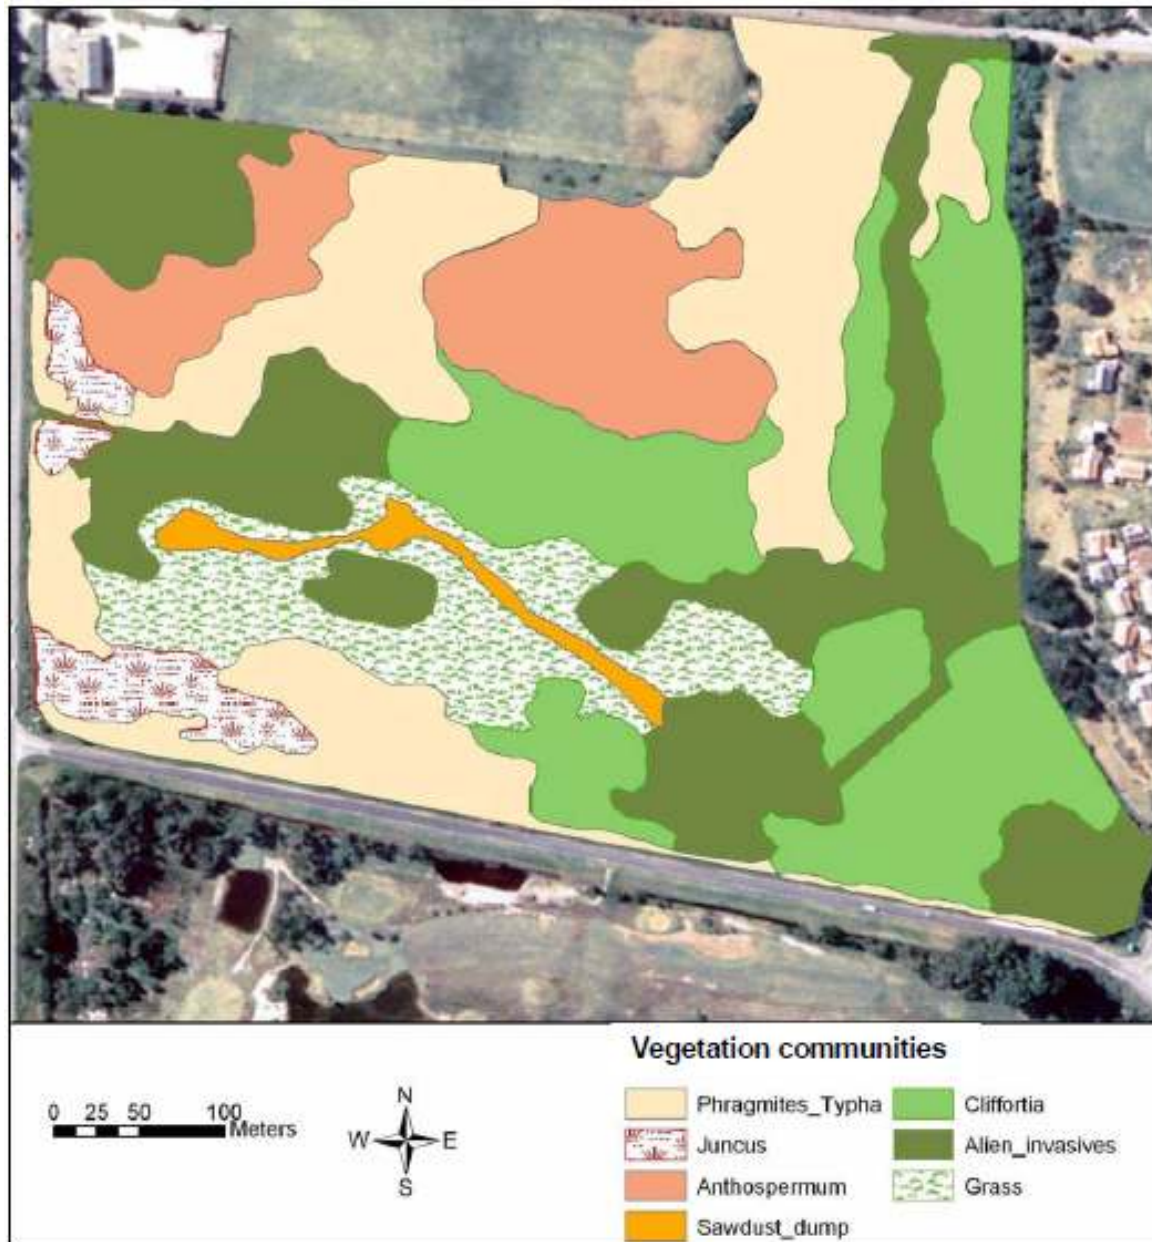 Vegetation communities
0 25 50 100
Meters
N
W E
S
Phragmites_Typha
Cliffortia
Juncus
Alien_invasives
Anthospermum
Grass
Sawdust_dump